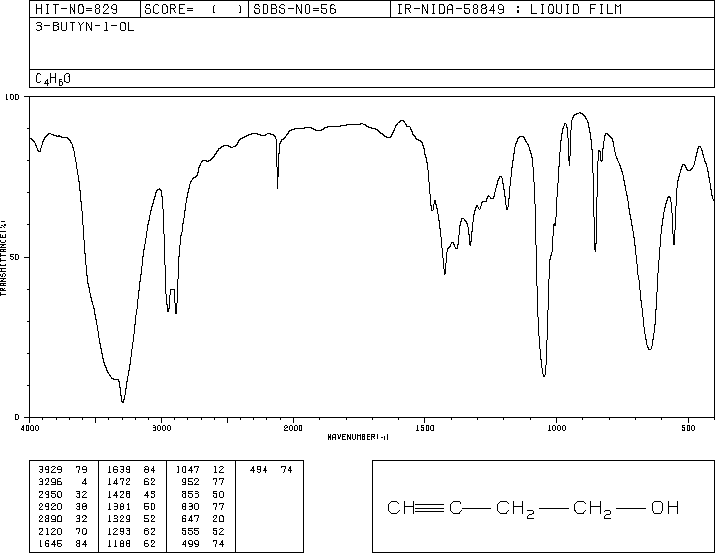 HIT-NO=829 SCORE= ( ) SDBS-NO=56 IR-NIDA-58849 : LIQUID FILM
3-BUTYN-1-OL
C4H6O
100
50
0
TRANSMITTANCE(%)
4000 3000 2000 1500 1000 500
WAVENUMBER(-1)
3929 79 1639 84 1047 12 494 74
3296 4 1472 62 952 77
2950 32 1428 45 853 50
2920 38 1381 50 830 77
2890 32 1329 52 647 20
2120 70 1293 62 555 52
1645 84 1188 62 499 74
CH≡C—CH2—CH2—OH